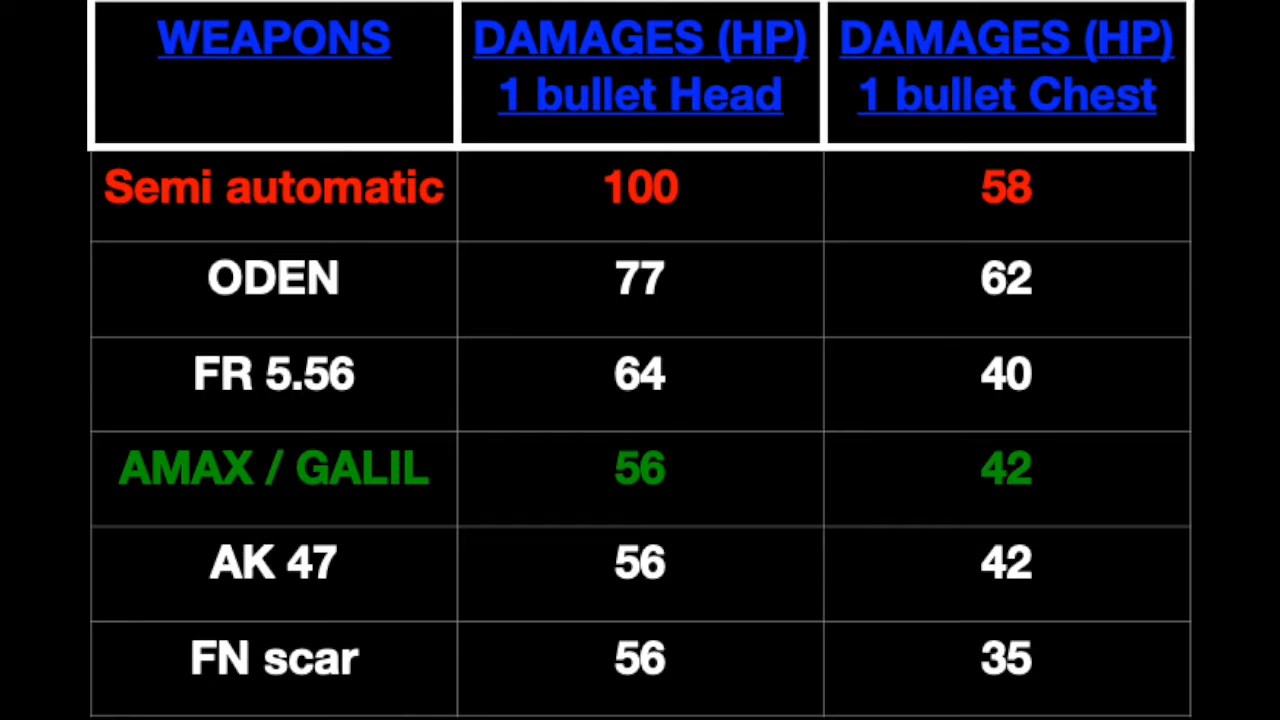 WEAPONS DAMAGES (HP) DAMAGES (HP)
1 bullet Head 1 bullet Chest
Semi automatic 100 58
ODEN 77 62
FR 5.56 64 40
AMAX / GALIL 56 42
AK 47 56 42
FN scar 56 35